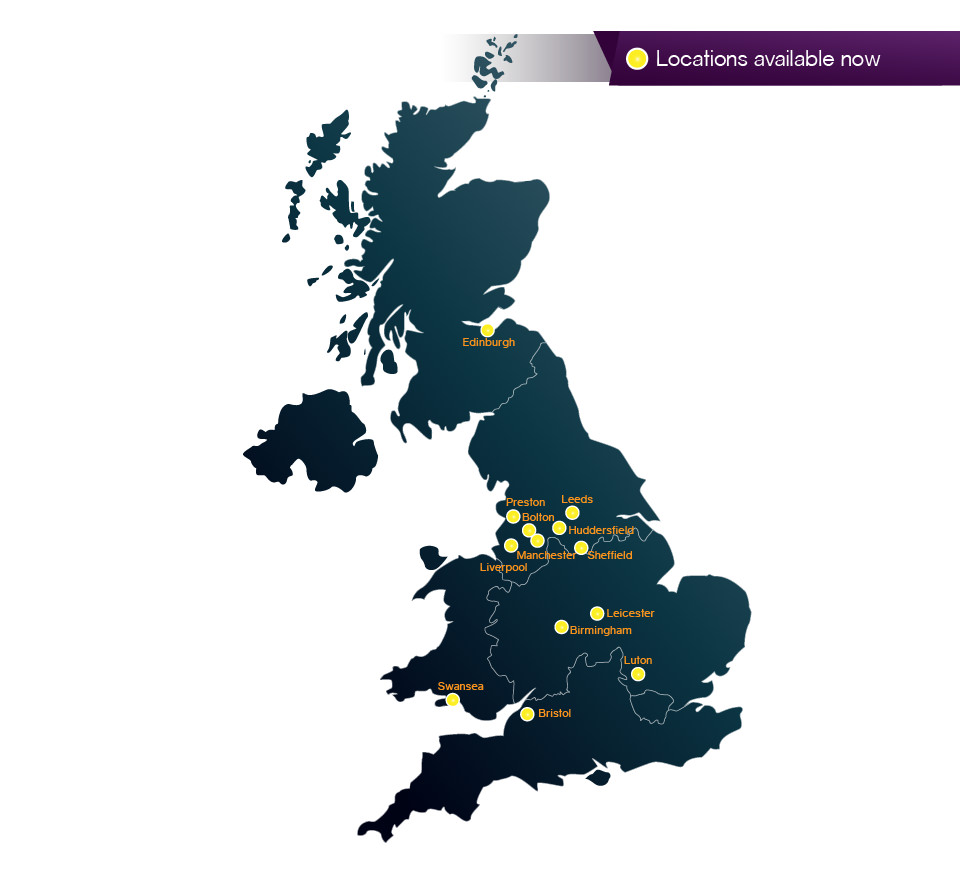 Locations available now
Edinburgh
Preston
Leeds
Bolton
Huddersfield
Manchester
Sheffield
Liverpool
Leicester
Birmingham
Luton
Swansea
Bristol